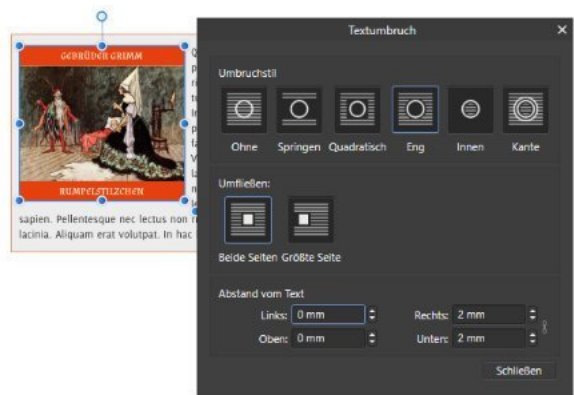 Textumbruch
GEBRÜDER GRIMM
RUMPELSTILZCHEN
sapien. Pellentesque nec lectus non
lacinia. Aliquam erat volutpat. In hac
Umbruchstil
Ohne Springen Quadratisch Eng Innen Kante
Umfließen:
Beide Seiten Größte Seite
Abstand vom Text
Links: 0 mm Rechts: 2 mm
Oben: 0 mm Unten: 2 mm
Schließen